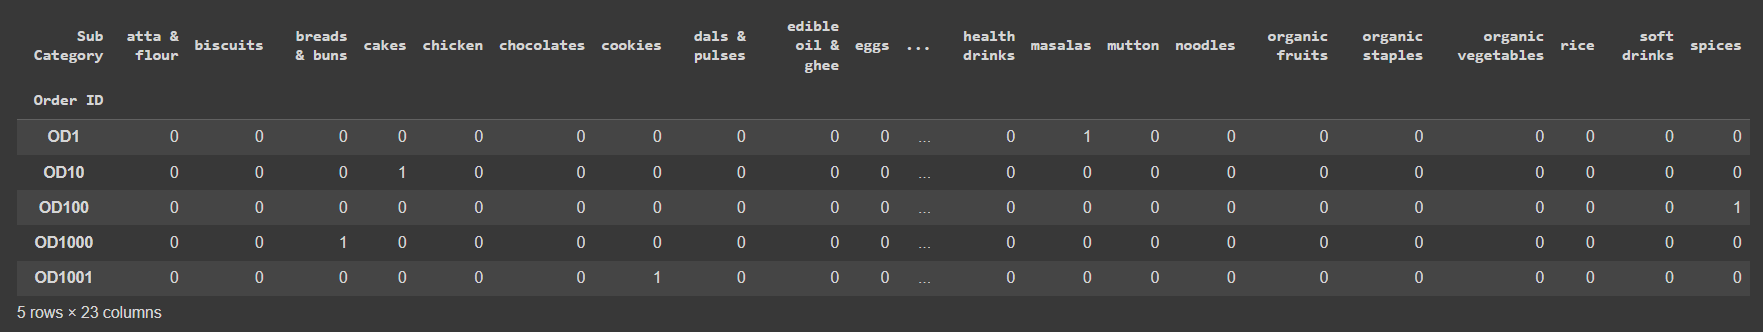 Sub Category atta & flour biscuits breads & buns cakes chicken chocolates cookies dals & pulses edible oil & ghee eggs ... health drinks masalas mutton noodles organic fruits organic staples organic vegetables rice soft drinks spices
Order ID
OD1 0 0 0 0 0 0 0 0 0 0 ... 0 1 0 0 0 0 0 0 0 0
OD10 0 0 0 1 0 0 0 0 0 0 ... 0 0 0 0 0 0 0 0 0 0
OD100 0 0 0 0 0 0 0 0 0 0 ... 0 0 0 0 0 0 0 0 0 1
OD1000 0 0 1 0 0 0 0 0 0 0 ... 0 0 0 0 0 0 0 0 0 0
OD1001 0 0 0 0 0 0 1 0 0 0 ... 0 0 0 0 0 0 0 0 0 0
5 rows × 23 columns